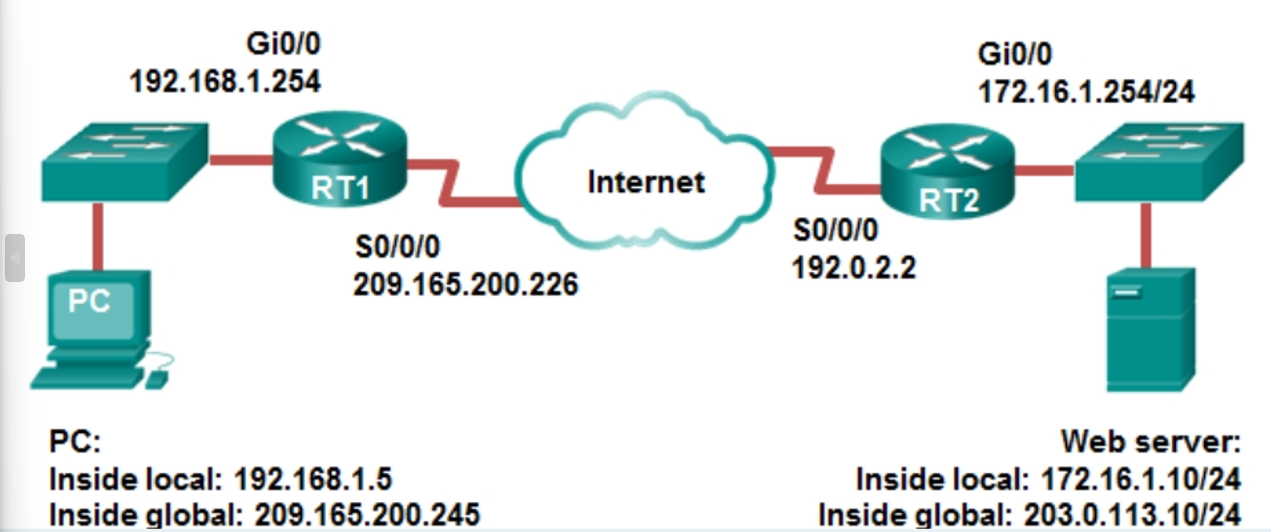 Gi0/0
192.168.1.254
RT1
S0/0/0
209.165.200.226
Internet
Gi0/0
172.16.1.254/24
RT2
S0/0/0
192.0.2.2
PC
PC:
Inside local: 192.168.1.5
Inside global: 209.165.200.245
Web server:
Inside local: 172.16.1.10/24
Inside global: 203.0.113.10/24